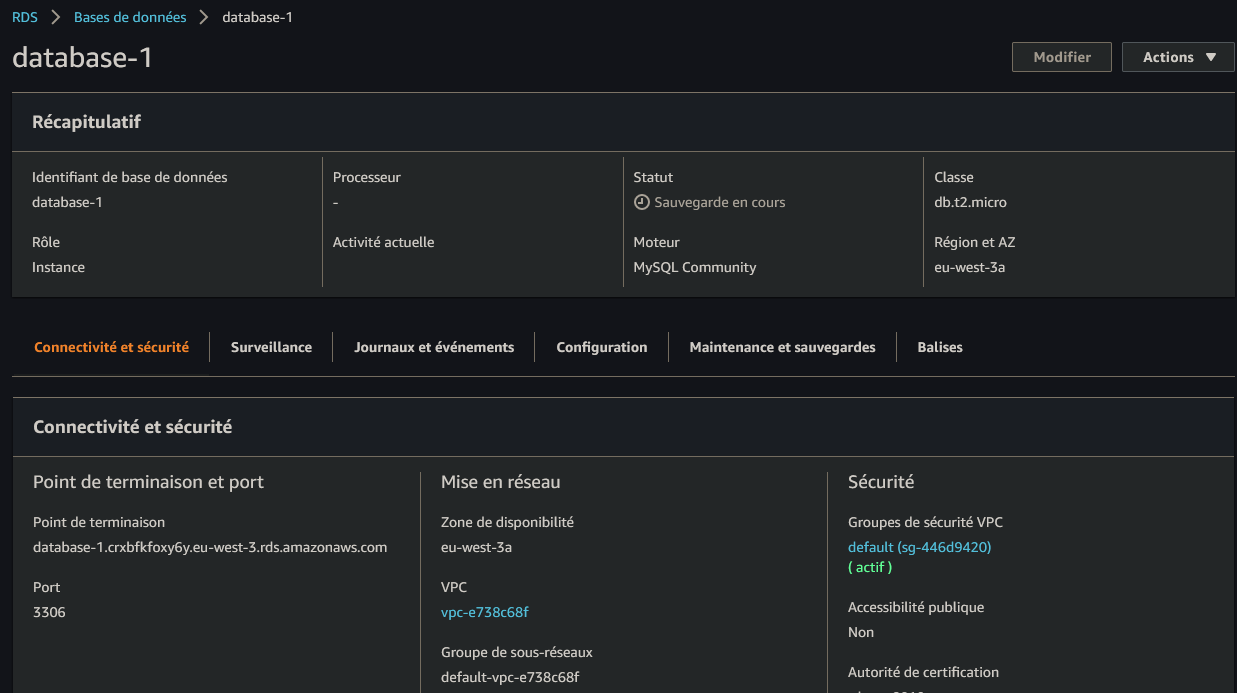 RDS > Bases de données > database-1
database-1
Modifier
Actions ▼
Récapitulatif
Identifiant de base de données
database-1
Processeur
-
Statut
Sauvegarde en cours
Classe
db.t2.micro
Rôle
Instance
Activité actuelle
Moteur
MySQL Community
Région et AZ
eu-west-3a
Connectivité et sécurité
Surveillance
Journaux et événements
Configuration
Maintenance et sauvegardes
Balises
Connectivité et sécurité
Point de terminaison et port
Point de terminaison
database-1.crxbfkfoxy6y.eu-west-3.rds.amazonaws.com
Port
3306
Mise en réseau
Zone de disponibilité
eu-west-3a
VPC
vpc-e738c68f
Groupe de sous-réseaux
default-vpc-e738c68f
Sécurité
Groupes de sécurité VPC
default (sg-446d9420)
( actif )
Accessibilité publique
Non
Autorité de certification